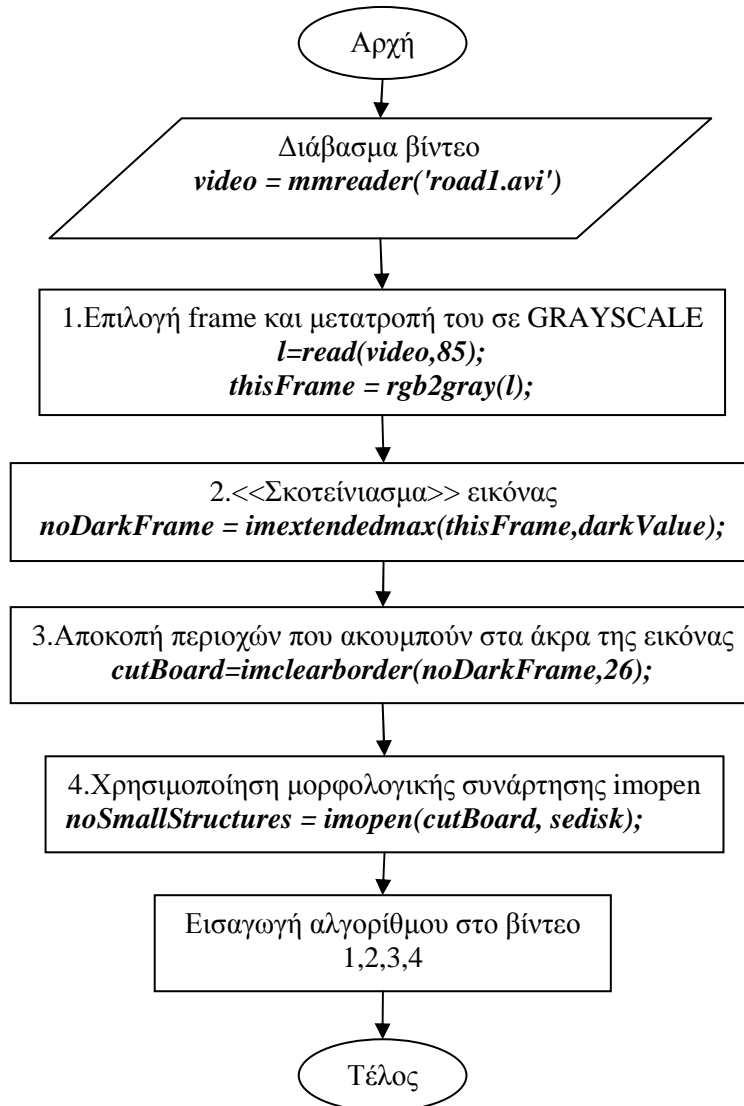 Αρχή
Διάβασμα βίντεο
video = mmreader('road1.avi')
1.Επιλογή frame και μετατροπή του σε GRAYSCALE
l=read(video,85);
thisFrame = rgb2gray(l);
2.<<Σκοτείνιασμα>> εικόνας
noDarkFrame = imextendedmax(thisFrame,darkValue);
3.Αποκοπή περιοχών που ακουμπούν στα άκρα της εικόνας
cutBoard=imclearborder(noDarkFrame,26);
4.Χρησιμοποίηση μορφολογικής συνάρτησης imopen
noSmallStructures = imopen(cutBoard, sedisk);
Εισαγωγή αλγορίθμου στο βίντεο
1,2,3,4
Τέλος